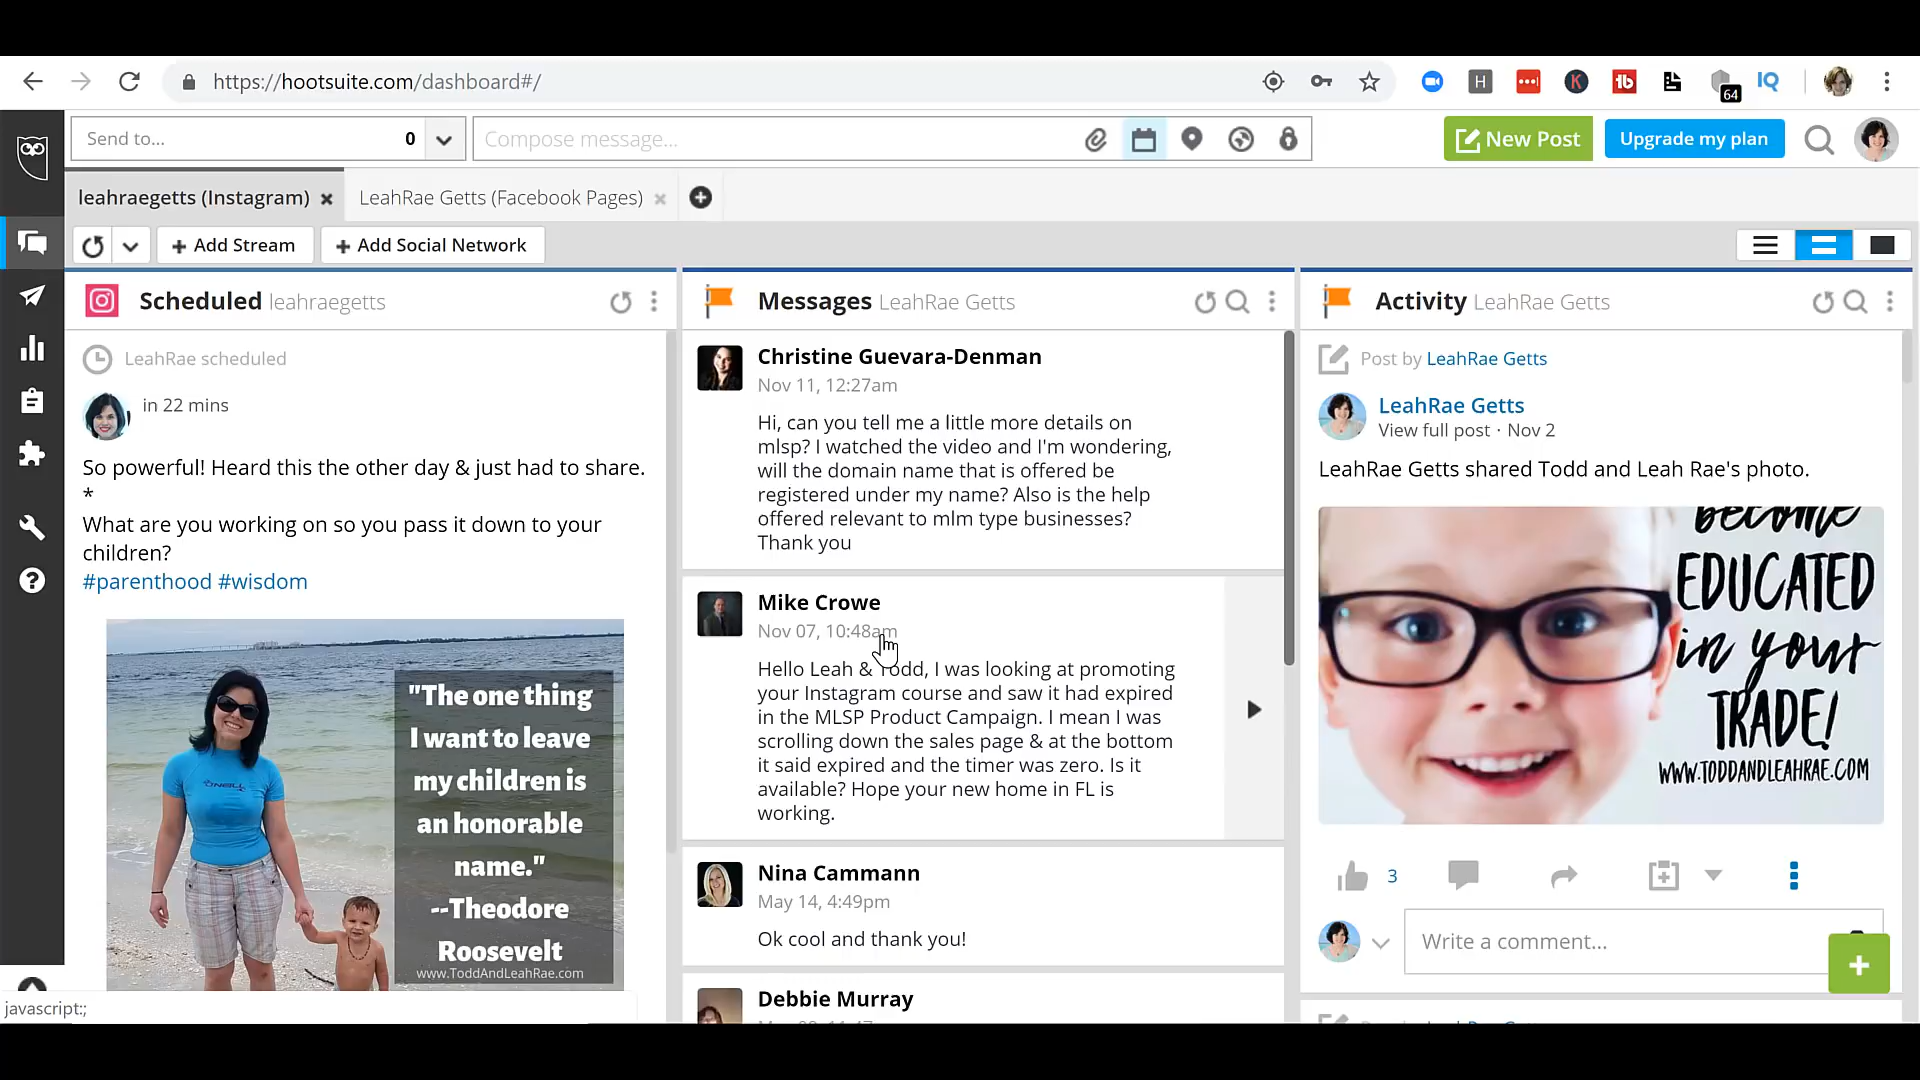 https://hootsuite.com/dashboard#/
H
K
64
IQ
Send to...
0
Compose message...
New Post
Upgrade my plan
leahraegetts (Instagram)
LeahRae Getts (Facebook Pages)
Add Stream
Add Social Network
Scheduled leahraegetts
LeahRae scheduled
in 22 mins
So powerful! Heard this the other day & just had to share.
*
What are you working on so you pass it down to your
children?
#parenthood #wisdom
"The one thing
I want to leave
my children is
an honorable
name."
--Theodore
Roosevelt
www.ToddAndLeahRae.com
javascript:;
Messages LeahRae Getts
Christine Guevara-Denman
Nov 11, 12:27am
Hi, can you tell me a little more details on
mlsp? I watched the video and I'm wondering,
will the domain name that is offered be
registered under my name? Also is the help
offered relevant to mlm type businesses?
Thank you
Mike Crowe
Nov 07, 10:48am
Hello Leah & Todd, I was looking at promoting
your Instagram course and saw it had expired
in the MLSP Product Campaign. I mean I was
scrolling down the sales page & at the bottom
it said expired and the timer was zero. Is it
available? Hope your new home in FL is
working.
Nina Cammann
May 14, 4:49pm
Ok cool and thank you!
Debbie Murray
Activity LeahRae Getts
Post by LeahRae Getts
LeahRae Getts
View full post · Nov 2
LeahRae Getts shared Todd and Leah Rae's photo.
become
EDUCATED
in your
TRADE!
WWW.TODDANDLEAHRAE.COM
3
Write a comment...